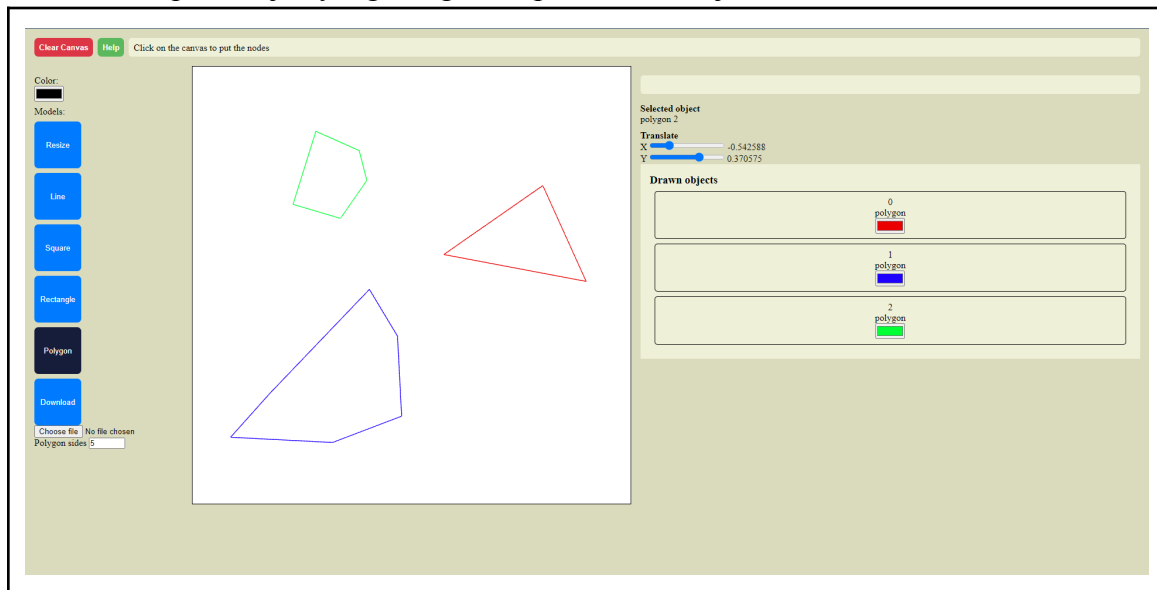 Clear Canvas Help Click on the canvas to put the nodes
Color:
Models:
Resize
Line
Square
Rectangle
Polygon
Download
Choose file No file chosen
Polygon sides 5
Selected object
polygon 2
Translate
X -0.542588
Y 0.370575
Drawn objects
0
polygon
1
polygon
2
polygon